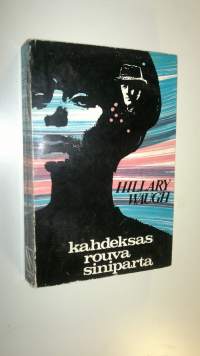 HILLARY
WAUGH
kahdeksas
rouva
siniparta